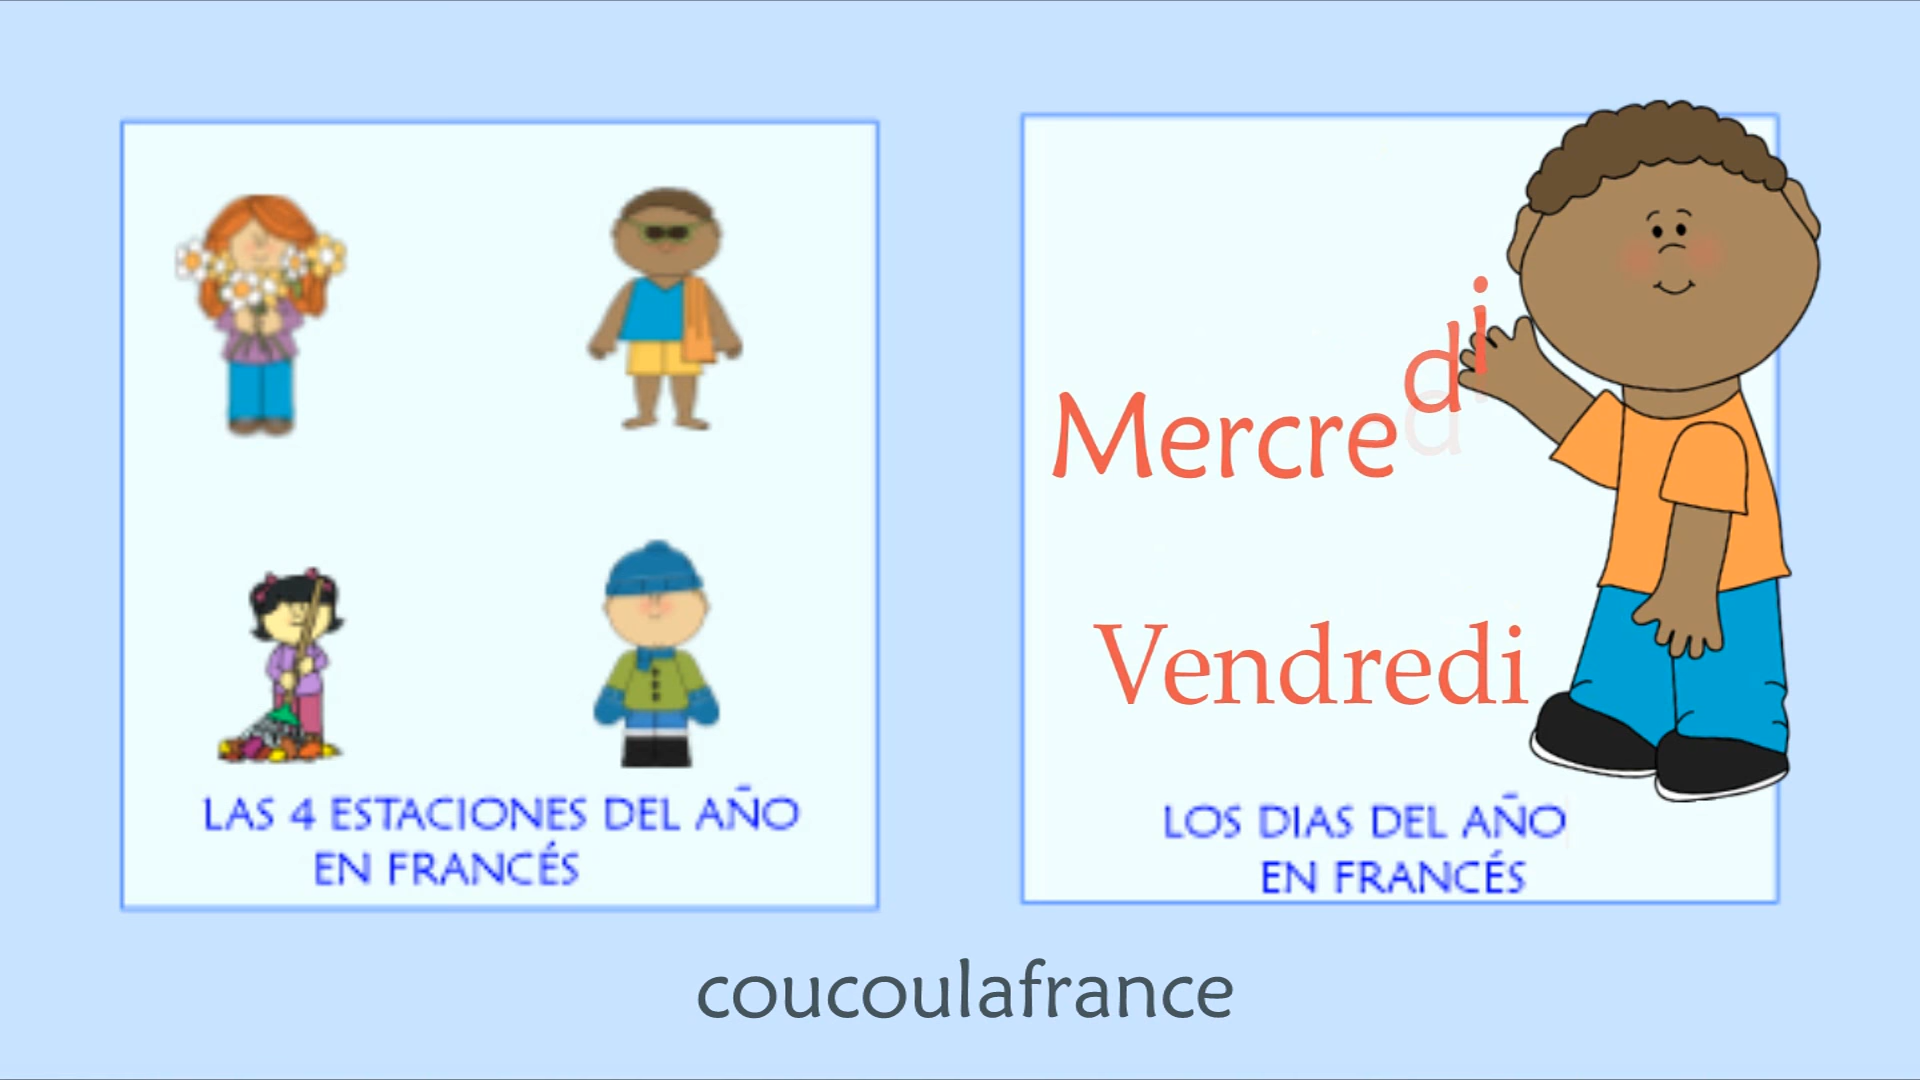 LAS 4 ESTACIONES DEL AÑO
EN FRANCÉS
Mercredi
Vendredi
LOS DIAS DEL AÑO
EN FRANCÉS
coucoulafrance